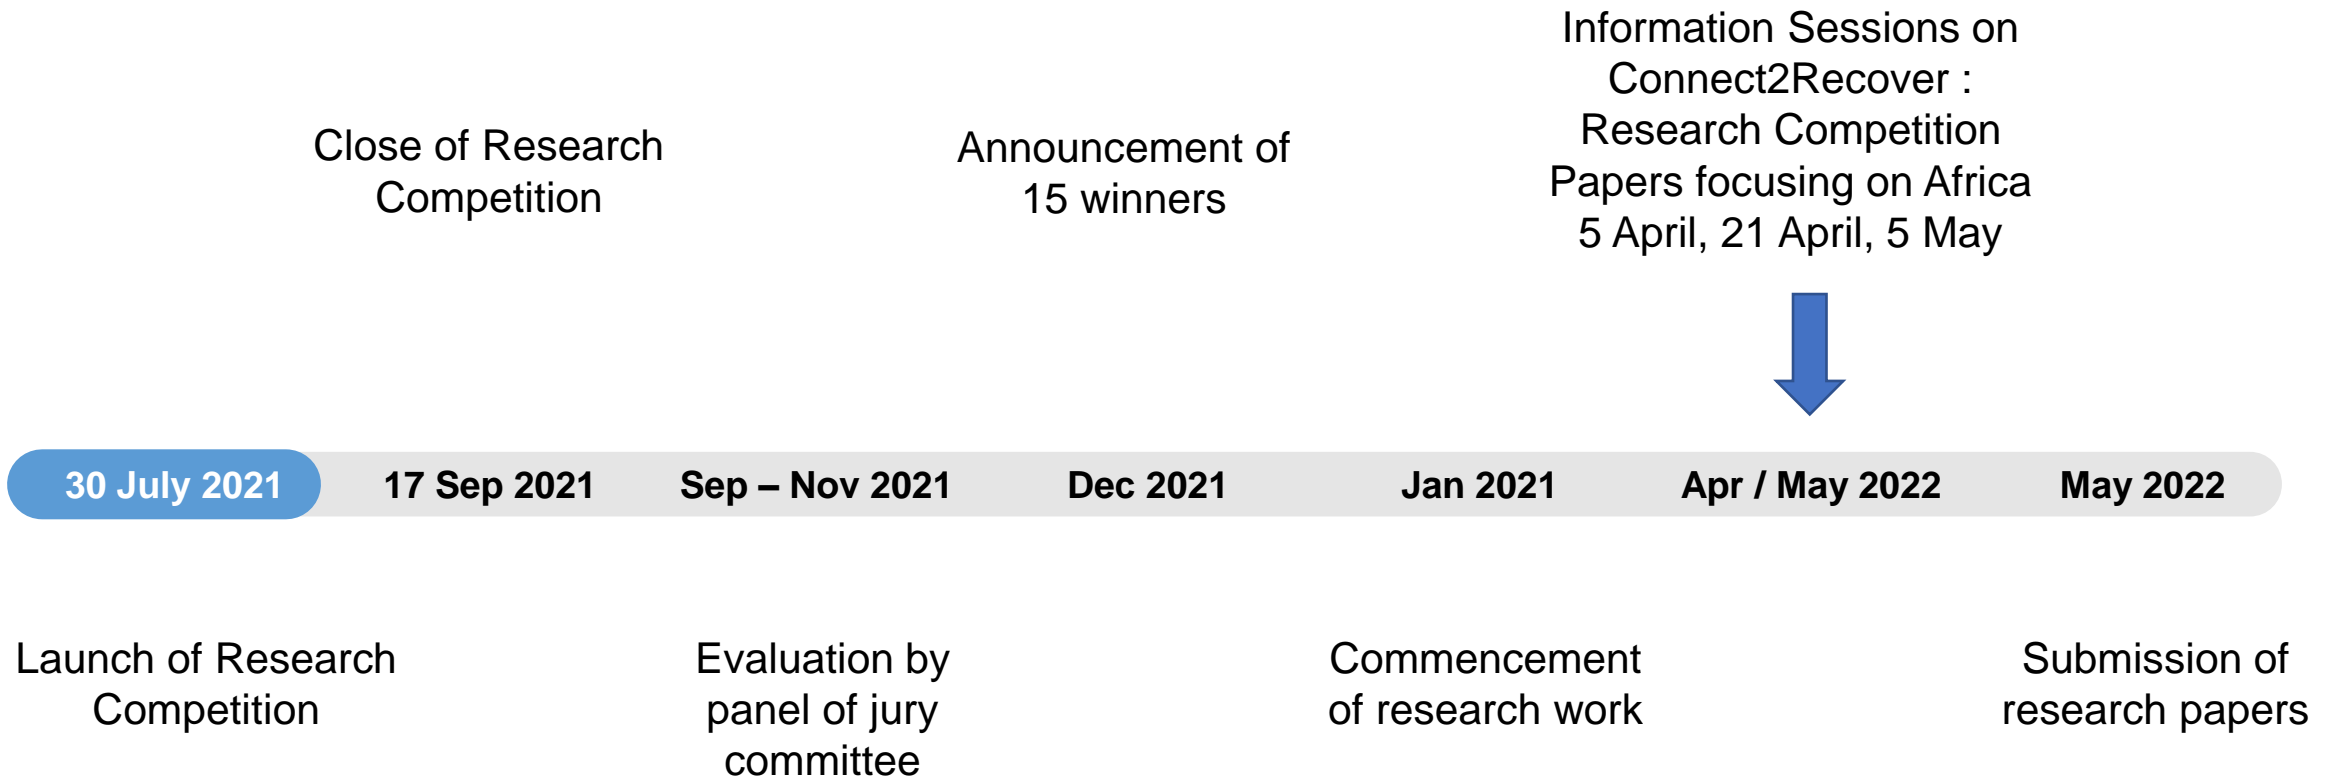 Information Sessions on
Connect2Recover :
Research Competition
Papers focusing on Africa
5 April, 21 April, 5 May
Close of Research
Competition
Announcement of
15 winners
30 July 2021
17 Sep 2021
Sep – Nov 2021
Dec 2021
Jan 2021
Apr / May 2022
May 2022
Launch of Research
Competition
Evaluation by
panel of jury
committee
Commencement
of research work
Submission of
research papers